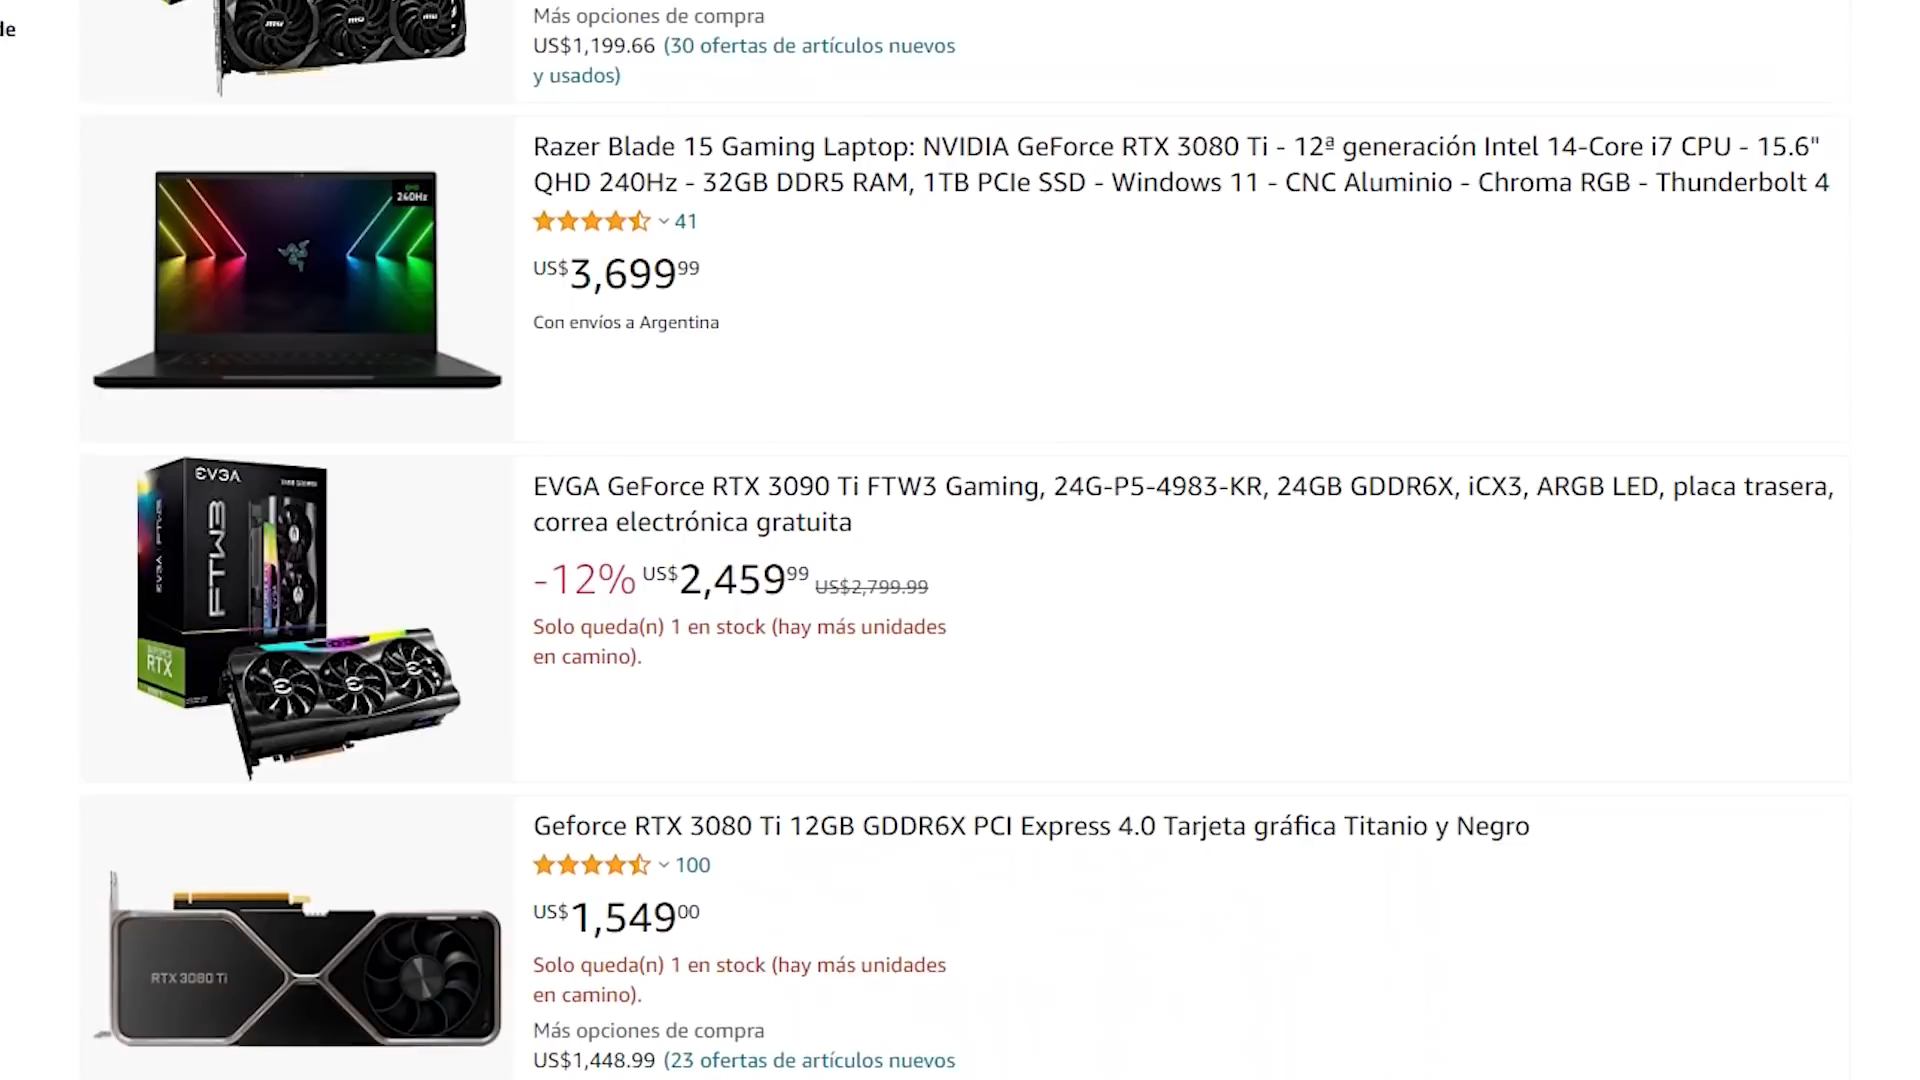 Más opciones de compra
de
US$1,199.66 (30 ofertas de artículos nuevos
y usados)
Razer Blade 15 Gaming Laptop: NVIDIA GeForce RTX 3080 Ti - 12ª generación Intel 14-Core i7 CPU - 15.6"
QHD 240Hz - 32GB DDR5 RAM, 1TB PCIe SSD - Windows 11 - CNC Aluminio - Chroma RGB - Thunderbolt 4
240Hz
41
US$3,69999
Con envíos a Argentina
EVGA
FTW3
GEFORCE
RTX
EVGA GeForce RTX 3090 Ti FTW3 Gaming, 24G-P5-4983-KR, 24GB GDDR6X, iCX3, ARGB LED, placa trasera,
correa electrónica gratuita
-12% US$2,45999 US$2,799.99
Solo queda(n) 1 en stock (hay más unidades
en camino).
Geforce RTX 3080 Ti 12GB GDDR6X PCI Express 4.0 Tarjeta gráfica Titanio y Negro
100
RTX 3080 Ti
US$1,54900
Solo queda(n) 1 en stock (hay más unidades
en camino).
Más opciones de compra
US$1,448.99 (23 ofertas de artículos nuevos